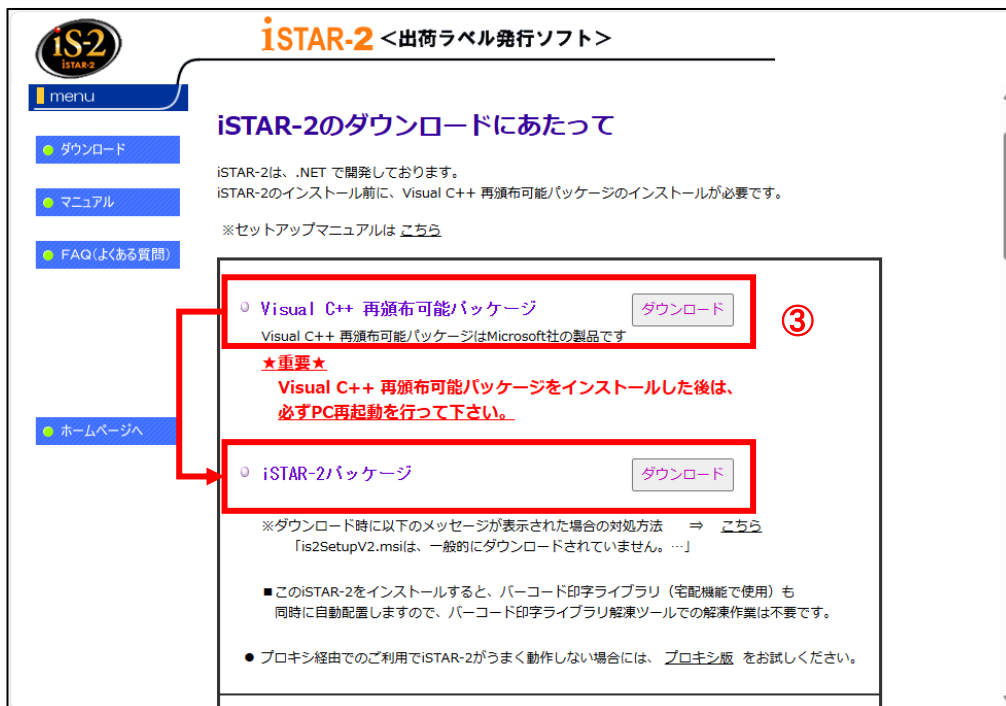 iS-2
iSTAR-2
iSTAR-2 <出荷ラベル発行ソフト>
menu
ダウンロード
マニュアル
FAQ(よくある質問)
ホームページへ
iSTAR-2のダウンロードにあたって
iSTAR-2は、.NET で開発しております。
iSTAR-2のインストール前に、Visual C++ 再頒布可能パッケージのインストールが必要です。
※セットアップマニュアルは こちら
Visual C++ 再頒布可能パッケージ ダウンロード
③
Visual C++ 再頒布可能パッケージはMicrosoft社の製品です
★重要★
Visual C++ 再頒布可能パッケージをインストールした後は、
必ずPC再起動を行って下さい。
iSTAR-2パッケージ ダウンロード
※ダウンロード時に以下のメッセージが表示された場合の対処方法 ⇒ こちら
「is2SetupV2.msiは、一般的にダウンロードされていません。…」
■このiSTAR-2をインストールすると、バーコード印字ライブラリ（宅配機能で使用）も
同時に自動配置しますので、バーコード印字ライブラリ解凍ツールでの解凍作業は不要です。
● プロキシ経由でのご利用でiSTAR-2がうまく動作しない場合には、 プロキシ版 をお試しください。